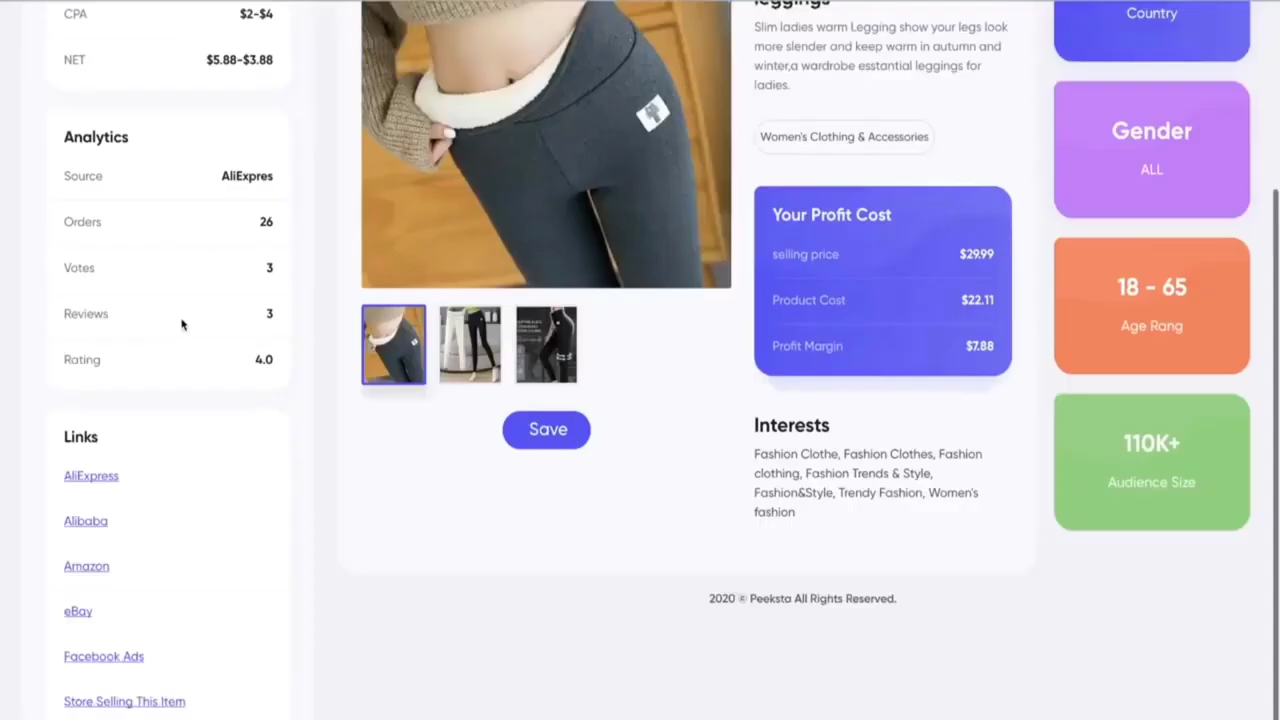 CPA
$2-$4
NET
$5.88-$3.88
Analytics
Source
AliExpres
Orders
26
Votes
3
Reviews
3
Rating
4.0
Links
AliExpress
Alibaba
Amazon
eBay
Facebook Ads
Store Selling This Item
Save
leggings
Slim ladies warm Legging show your legs look
more slender and keep warm in autumn and
winter,a wardrobe esstantial leggings for
ladies.
Women's Clothing & Accessories
Your Profit Cost
selling price
$29.99
Product Cost
$22.11
Profit Margin
$7.88
Interests
Fashion Clothe, Fashion Clothes, Fashion
clothing, Fashion Trends & Style,
Fashion&Style, Trendy Fashion, Women's
fashion
Country
Gender
ALL
18 - 65
Age Rang
110K+
Audience Size
2020 © Peeksta All Rights Reserved.